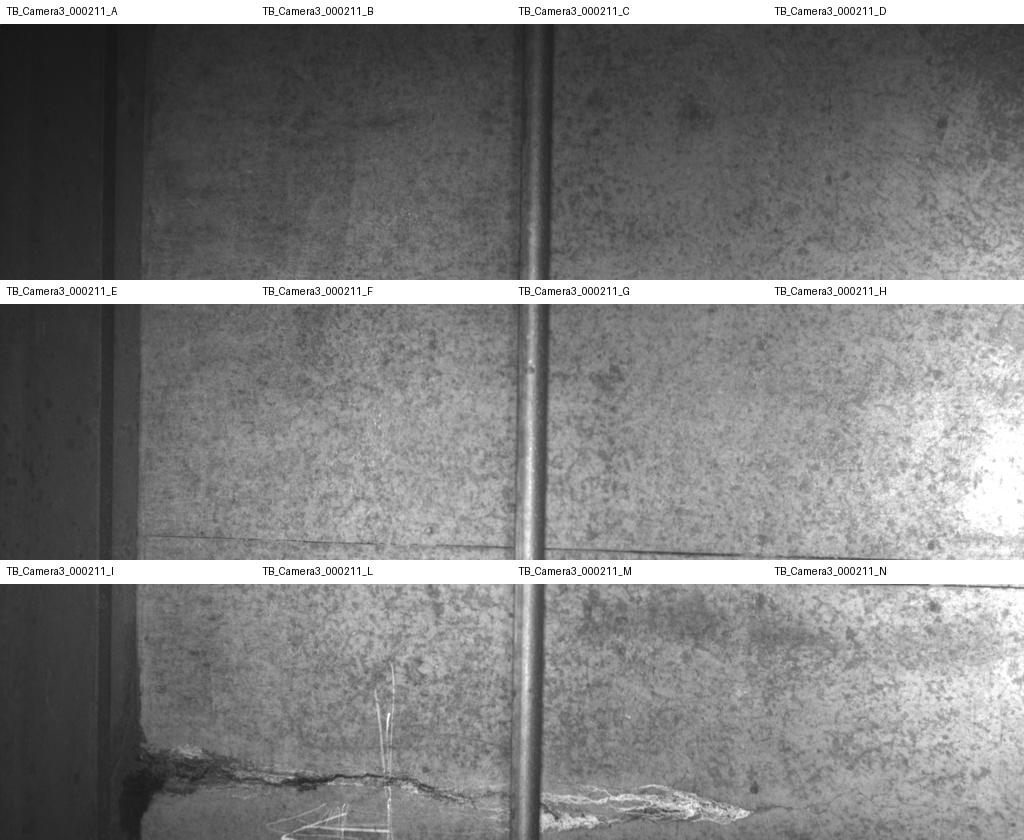 TB_Camera3_000211_A TB_Camera3_000211_B TB_Camera3_000211_C TB_Camera3_000211_D
TB_Camera3_000211_E TB_Camera3_000211_F TB_Camera3_000211_G TB_Camera3_000211_H
TB_Camera3_000211_I TB_Camera3_000211_L TB_Camera3_000211_M TB_Camera3_000211_N